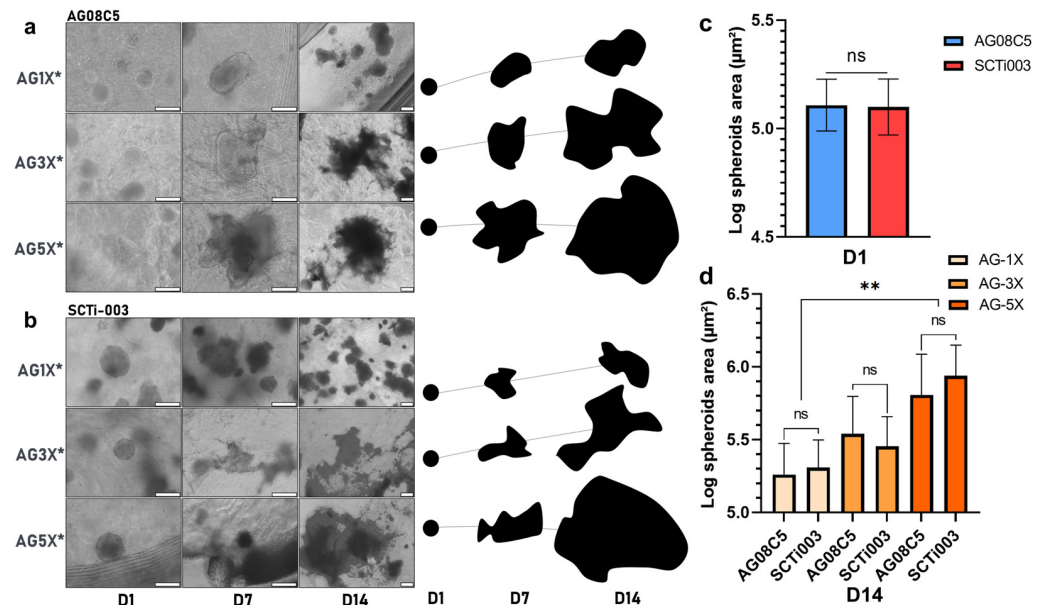 a
AG08C5
AG1X*
AG3X*
AG5X*
b
SCTi-003
AG1X*
AG3X*
AG5X*
D1 D7 D14 D1 D7 D14
c
Log spheroids area (μm²)
5.5
5.0
4.5
ns
D1
AG08C5
SCTi003
d
Log spheroids area (μm²)
6.5
6.0
5.5
5.0
**
ns
ns
ns
AG-1X
AG-3X
AG-5X
AG08C5
SCTi003
AG08C5
SCTi003
AG08C5
SCTi003
D14